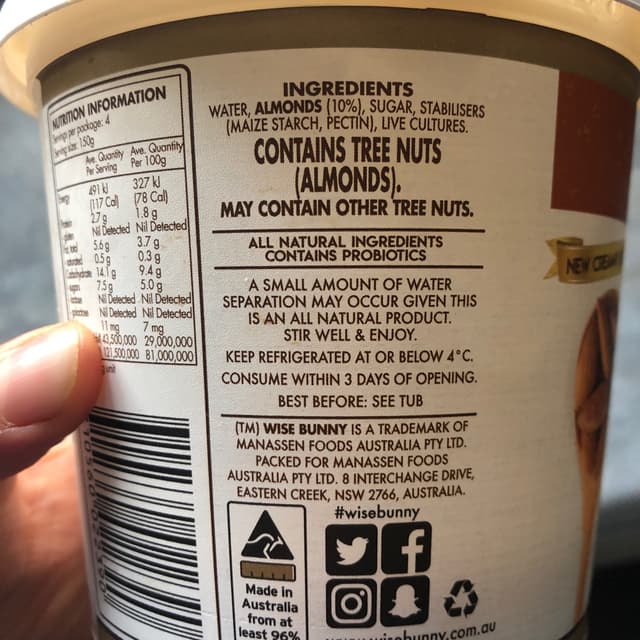 NUTRITION INFORMATION
per package: 4
size: 150g
Ave. Quantity Per Serving Ave. Quantity Per 100g
491 kJ 327 kJ
(117 Cal) (78 Cal)
2.7 g 1.8 g
Nil Detected Nil Detected
5.6g 3.7 g
0.5g 0.3 g
14.1g 9.4 g
7.5g 5.0 g
Nil Detected Nil Detected
Nil Detected Nil Detected
11 mg 7 mg
43,500,000 29,000,000
121,500,000 81,000,000
INGREDIENTS
WATER, ALMONDS (10%), SUGAR, STABILISERS
(MAIZE STARCH, PECTIN), LIVE CULTURES.
CONTAINS TREE NUTS
(ALMONDS).
MAY CONTAIN OTHER TREE NUTS.
ALL NATURAL INGREDIENTS
CONTAINS PROBIOTICS
A SMALL AMOUNT OF WATER
SEPARATION MAY OCCUR GIVEN THIS
IS AN ALL NATURAL PRODUCT.
STIR WELL & ENJOY.
KEEP REFRIGERATED AT OR BELOW 4°C.
CONSUME WITHIN 3 DAYS OF OPENING.
BEST BEFORE: SEE TUB
(TM) WISE BUNNY IS A TRADEMARK OF
MANASSEN FOODS AUSTRALIA PTY LTD.
PACKED FOR MANASSEN FOODS
AUSTRALIA PTY LTD. 8 INTERCHANGE DRIVE,
EASTERN CREEK, NSW 2766, AUSTRALIA.
#wisebunny
Made in
Australia
from at
least 96%
wisebunny.com.au
NEW